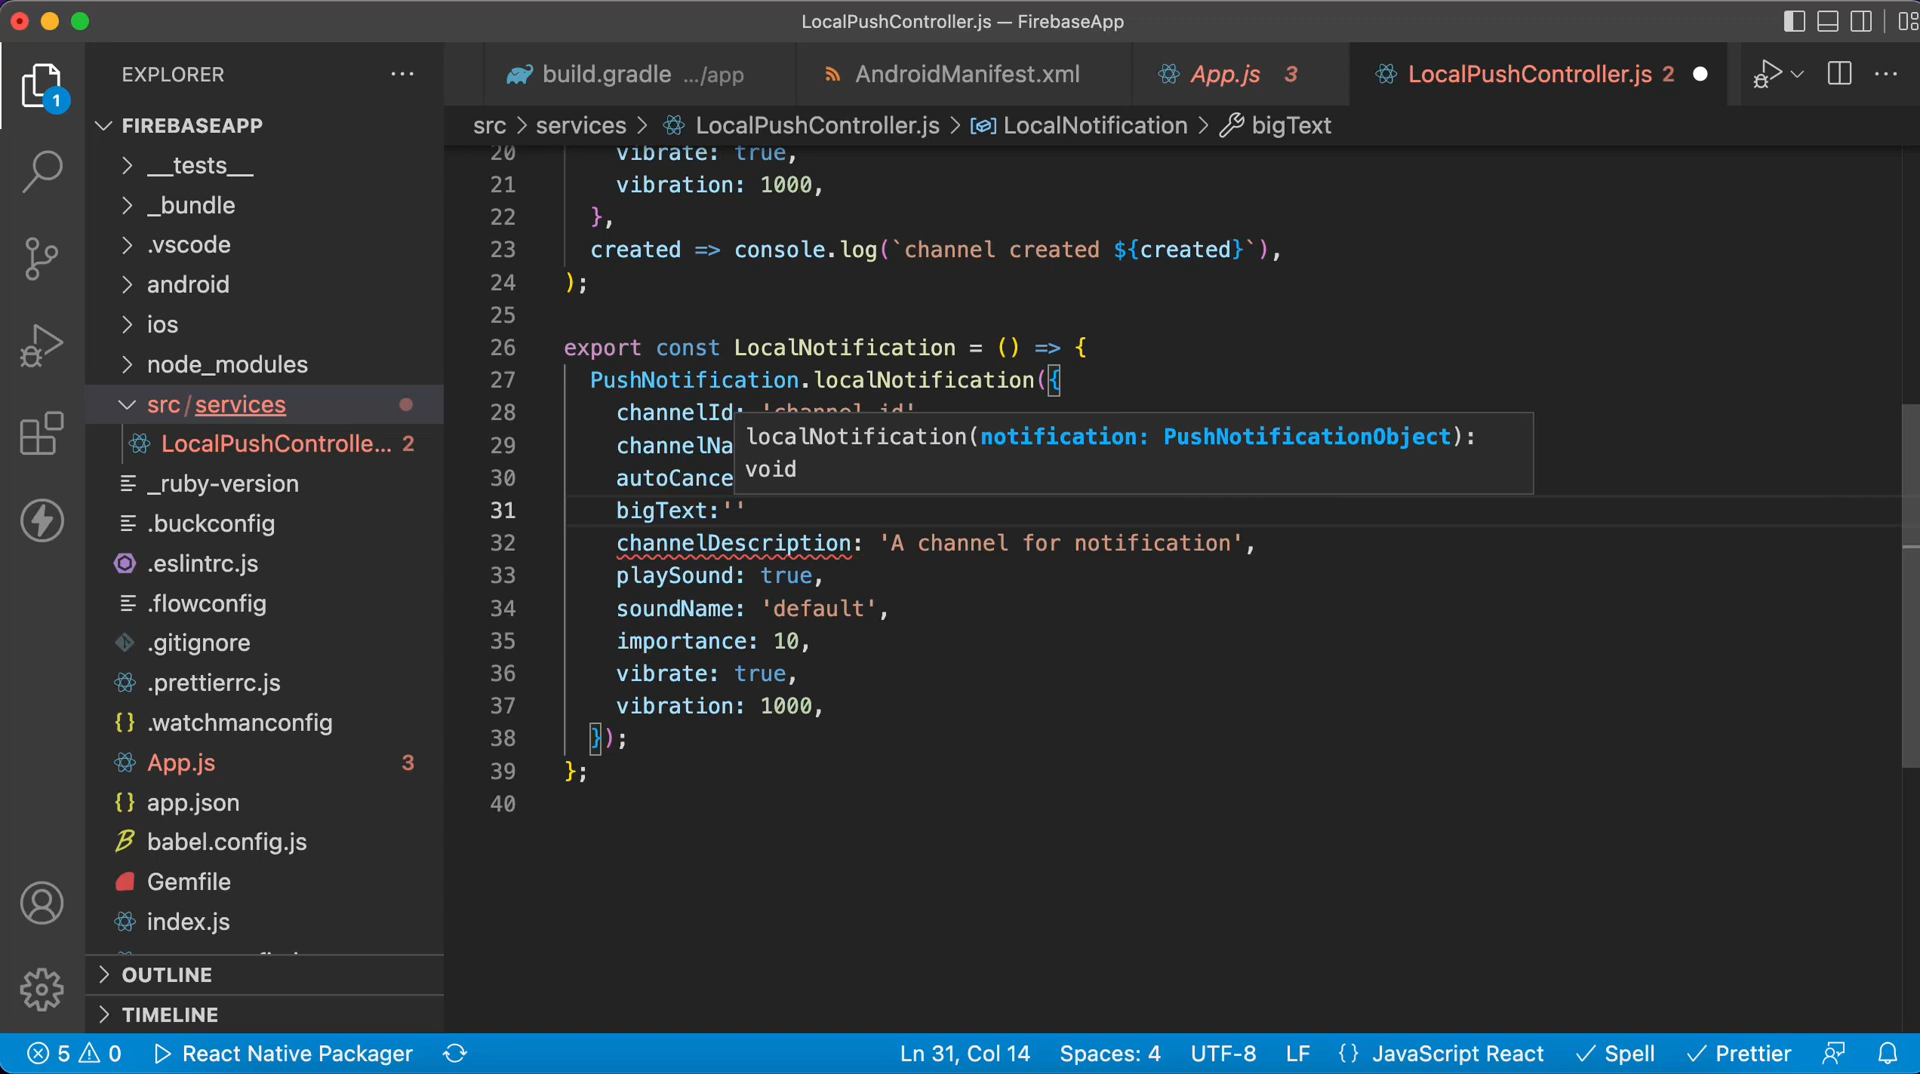 LocalPushController.js — FirebaseApp
EXPLORER
build.gradle .../app
AndroidManifest.xml
App.js 3
LocalPushController.js 2
1
FIREBASEAPP
src > services > LocalPushController.js > LocalNotification > bigText
__tests__
_bundle
.vscode
android
ios
node_modules
src / services
LocalPushControlle... 2
_ruby-version
.buckconfig
.eslintrc.js
.flowconfig
.gitignore
.prettierrc.js
.watchmanconfig
App.js 3
app.json
babel.config.js
Gemfile
index.js
OUTLINE
TIMELINE
20 vibrate: true,
21 vibration: 1000,
22 },
23 created => console.log(`channel created ${created}`),
24 );
25
26 export const LocalNotification = () => {
27 PushNotification.localNotification({
28 channelId: 'channel-id',
localNotification(notification: PushNotificationObject):
void
29 channelNa
30 autoCance
31 bigText:''
32 channelDescription: 'A channel for notification',
33 playSound: true,
34 soundName: 'default',
35 importance: 10,
36 vibrate: true,
37 vibration: 1000,
38 });
39 };
40
5 0 React Native Packager
Ln 31, Col 14 Spaces: 4 UTF-8 LF {} JavaScript React Spell Prettier